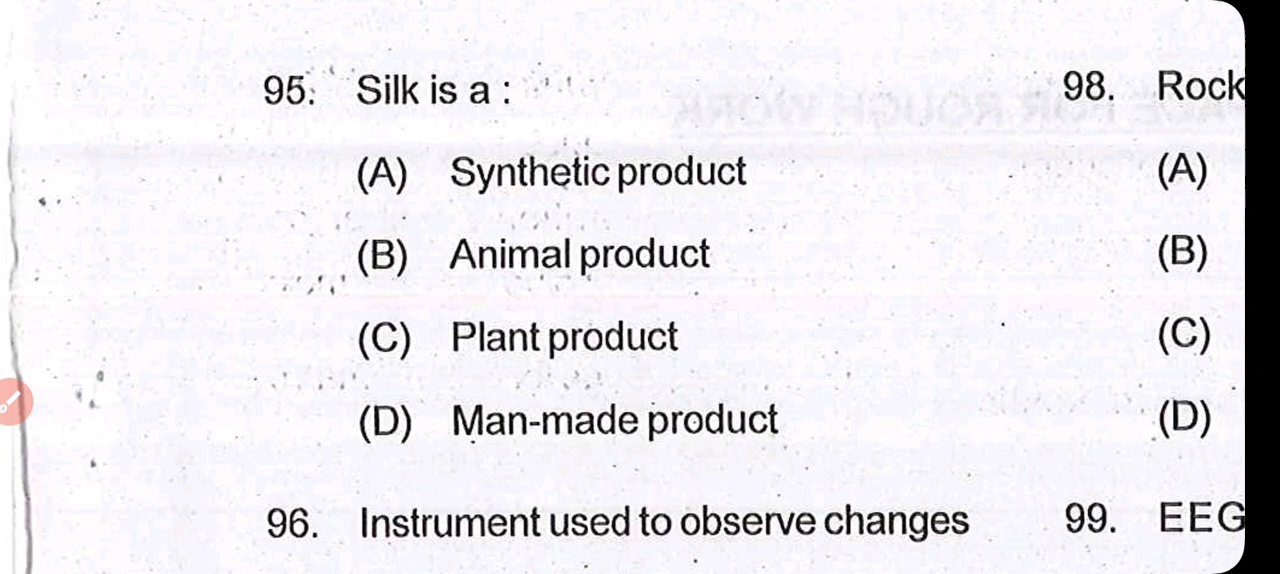 95. Silk is a :
(A) Synthetic product
(B) Animal product
(C) Plant product
(D) Man-made product
96. Instrument used to observe changes
98. Rock
(A)
(B)
(C)
(D)
99. EEG